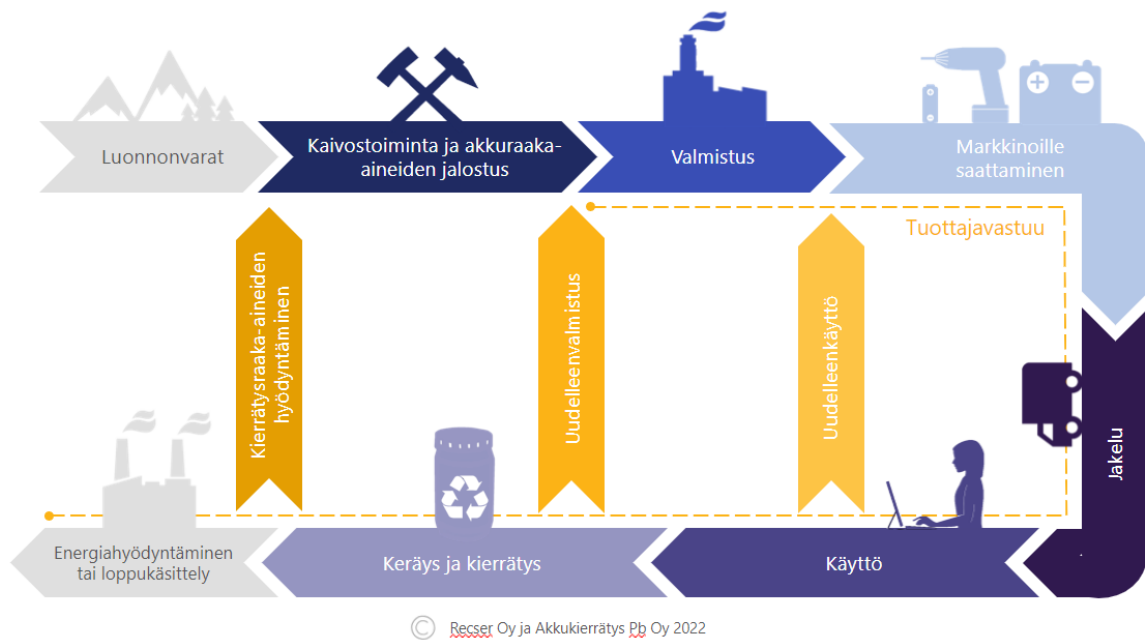 Luonnonvarat
Kaivostoiminta ja akkuraaka-
aineiden jalostus
Valmistus
Markkinoille
saattaminen
Tuottajavastuu
Kierrätysraaka-aineiden
hyödyntäminen
Uudelleenvalmistus
Uudelleenkäyttö
Jakelu
Energiahyödyntäminen
tai loppukäsittely
Keräys ja kierrätys
Käyttö
© Recser Oy ja Akkukierrätys Pb Oy 2022